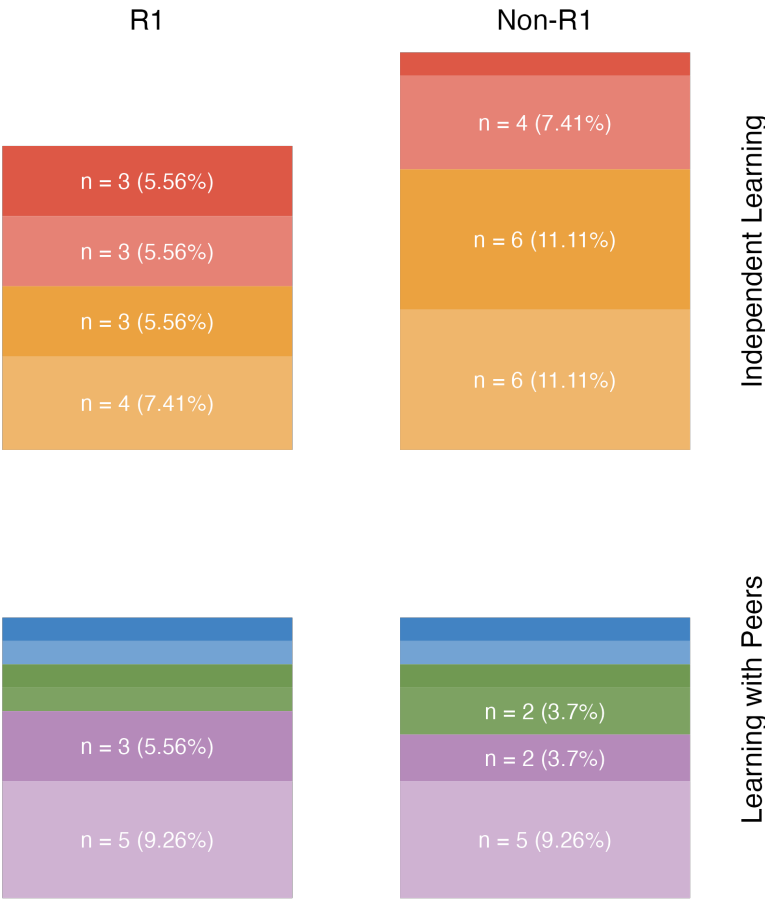 R1
Non-R1
n = 3 (5.56%)
n = 3 (5.56%)
n = 3 (5.56%)
n = 4 (7.41%)
n = 4 (7.41%)
n = 6 (11.11%)
n = 6 (11.11%)
Independent Learning
n = 3 (5.56%)
n = 5 (9.26%)
n = 2 (3.7%)
n = 2 (3.7%)
n = 5 (9.26%)
Learning with Peers